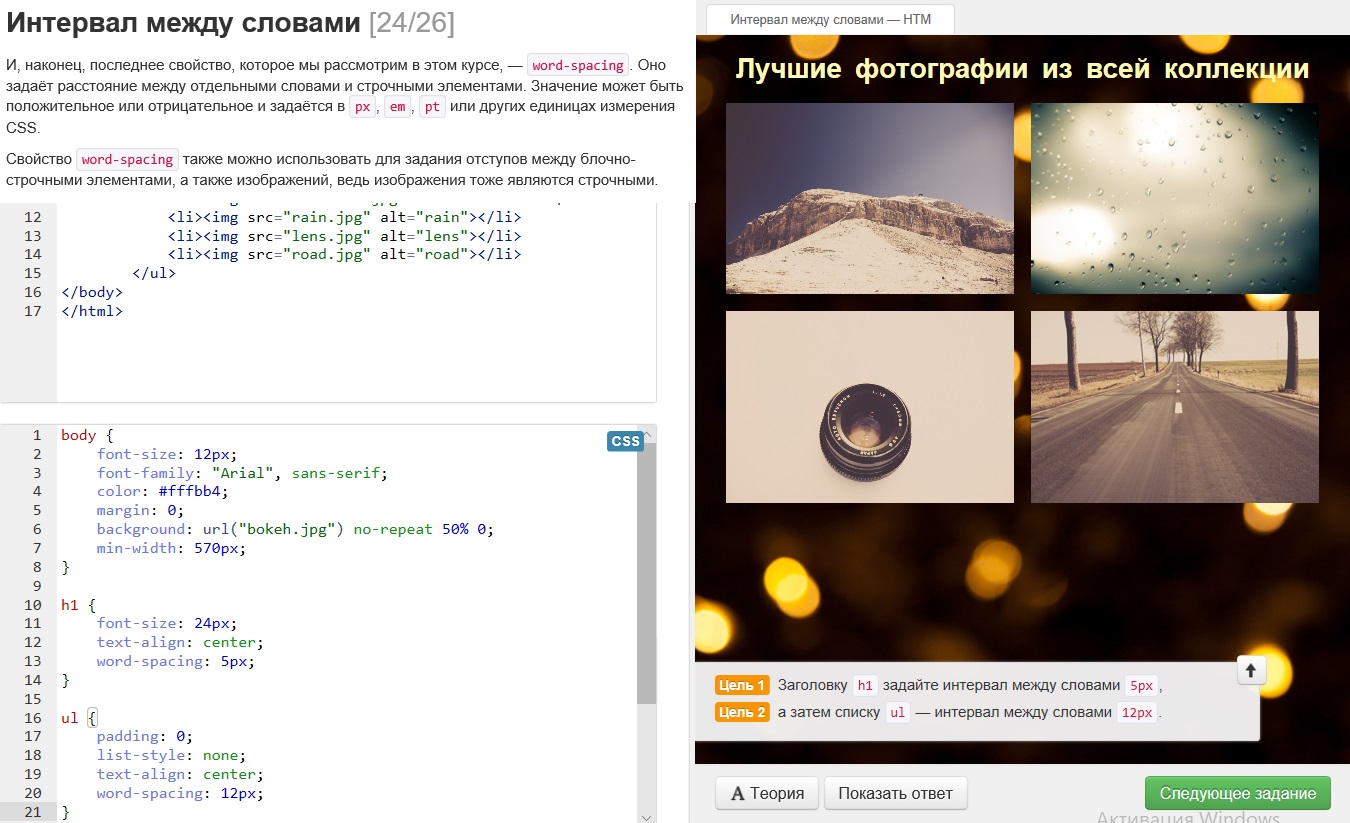 Интервал между словами [24/26]
И, наконец, последнее свойство, которое мы рассмотрим в этом курсе, — word-spacing. Оно
задаёт расстояние между отдельными словами и строчными элементами. Значение может быть
положительное или отрицательное и задаётся в px, em, pt или других единицах измерения
CSS.
Свойство word-spacing также можно использовать для задания отступов между блочно-
строчными элементами, а также изображений, ведь изображения тоже являются строчными.
12 <li><img src="rain.jpg" alt="rain"></li>
13 <li><img src="lens.jpg" alt="lens"></li>
14 <li><img src="road.jpg" alt="road"></li>
15 </ul>
16 </body>
17 </html>
CSS
1 body {
2 font-size: 12px;
3 font-family: "Arial", sans-serif;
4 color: #fffbb4;
5 margin: 0;
6 background: url("bokeh.jpg") no-repeat 50% 0;
7 min-width: 570px;
8 }
9
10 h1 {
11 font-size: 24px;
12 text-align: center;
13 word-spacing: 5px;
14 }
15
16 ul {
17 padding: 0;
18 list-style: none;
19 text-align: center;
20 word-spacing: 12px;
21 }
Интервал между словами — HTM
Лучшие фотографии из всей коллекции
Цель 1 Заголовку h1 задайте интервал между словами 5px,
Цель 2 а затем списку ul — интервал между словами 12px.
A Теория
Показать ответ
Следующее задание
Активация Windows